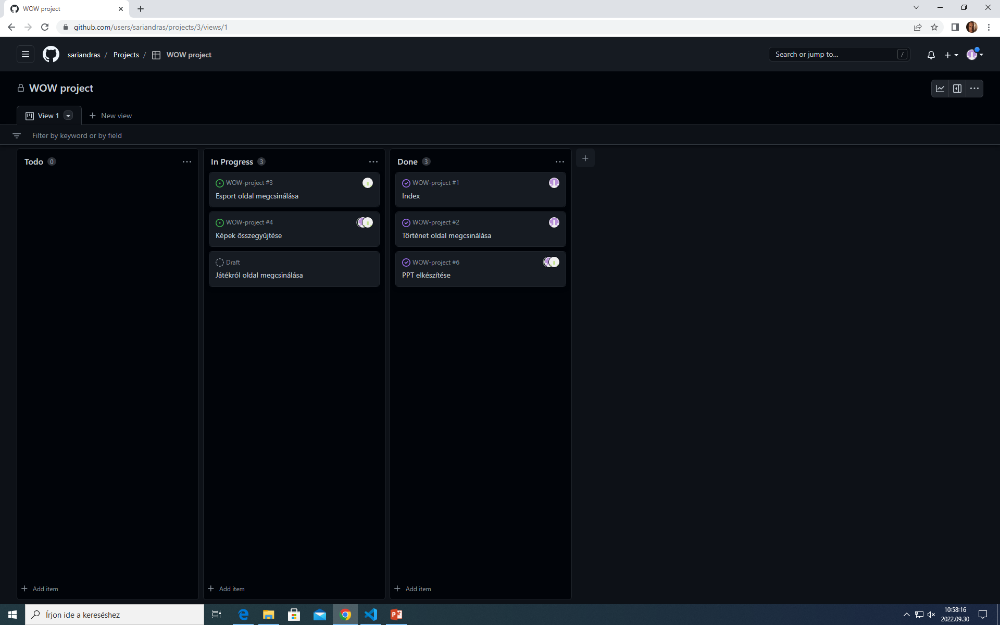 WOW project
github.com/users/sariandras/projects/3/views/1
sariandras / Projects / WOW project
Search or jump to... /
WOW project
View 1
New view
Filter by keyword or by field
Todo 0
In Progress 3
Done 3
WOW-project #3
Esport oldal megcsinálása
WOW-project #4
Képek összegyűjtése
Draft
Játékról oldal megcsinálása
WOW-project #1
Index
WOW-project #2
Történet oldal megcsinálása
WOW-project #6
PPT elkészítése
Add item
Add item
Add item
Írjon ide a kereséshez
10:58:16
2022.09.30